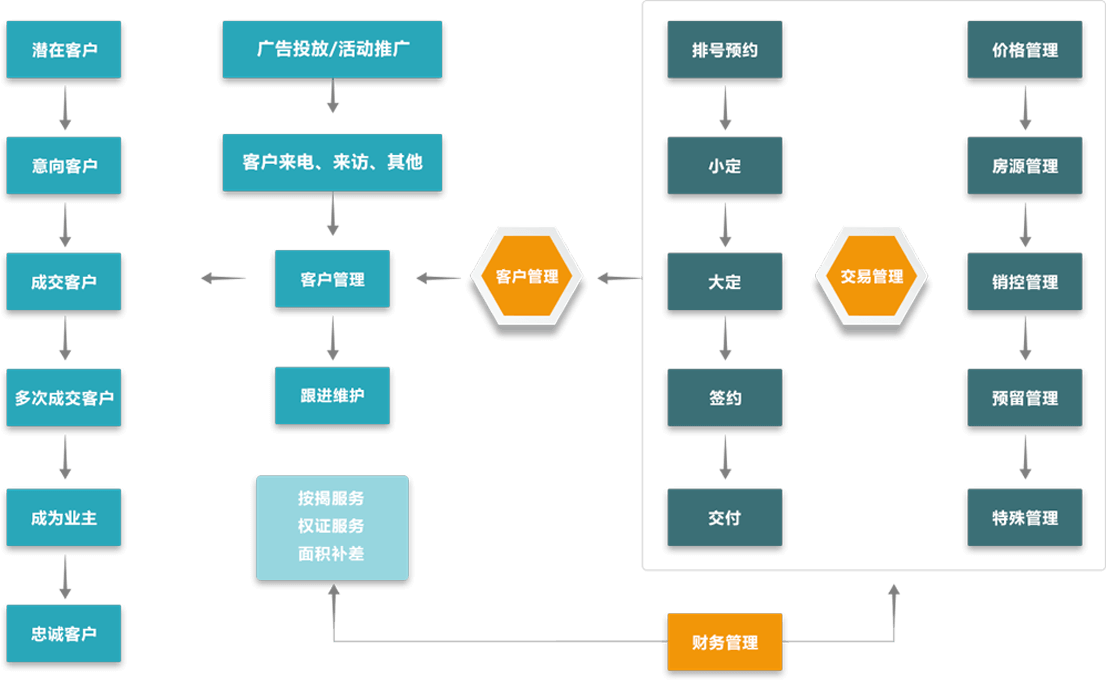 潜在客户
意向客户
成交客户
多次成交客户
成为业主
忠诚客户
广告投放/活动推广
客户来电、来访、其他
客户管理
跟进维护
按揭服务
权证服务
面积补差
客户管理
排号预约
小定
大定
签约
交付
交易管理
价格管理
房源管理
销控管理
预留管理
特殊管理
财务管理